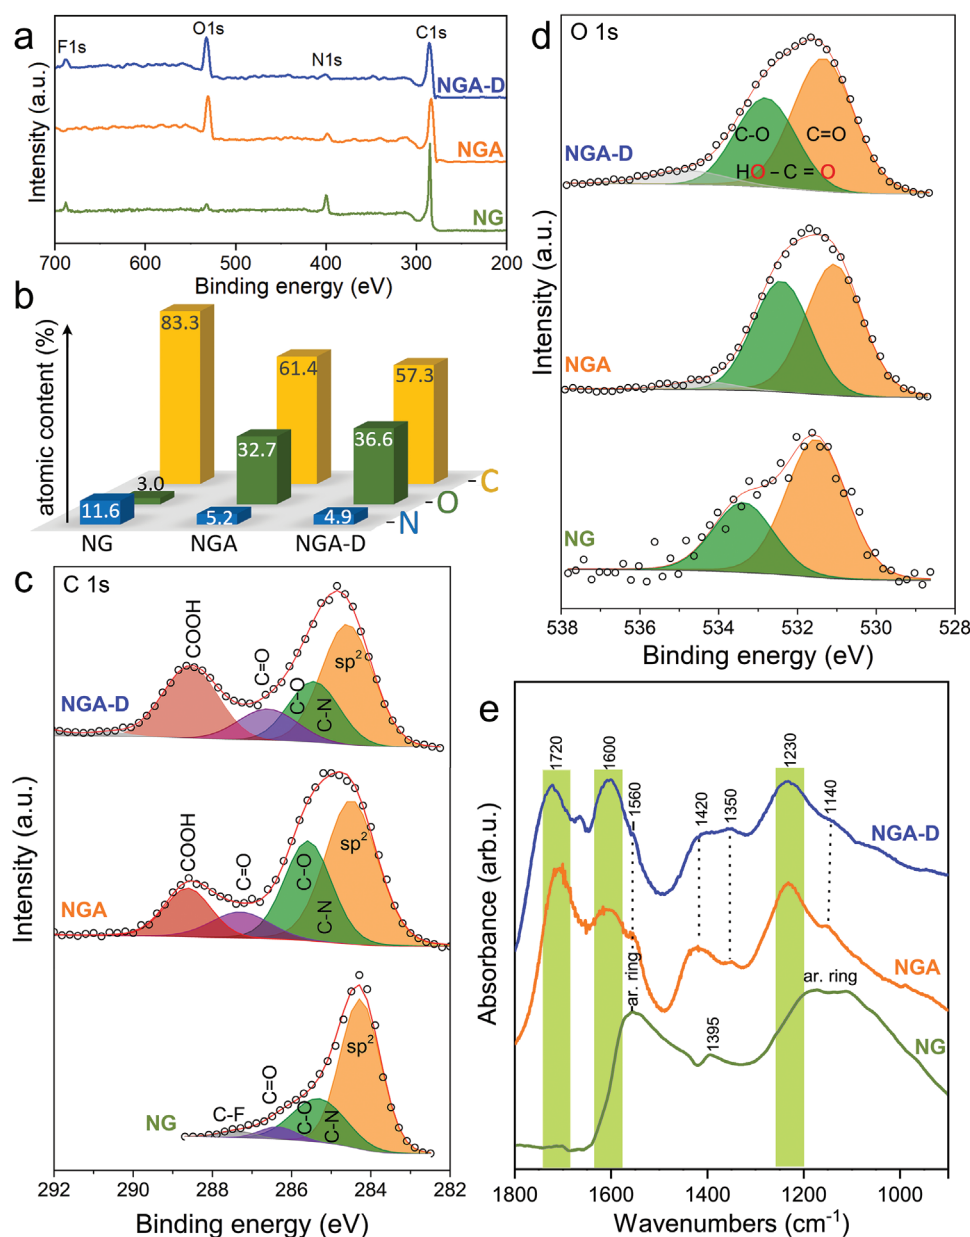 a
F1s
O1s
N1s
C1s
NGA-D
NGA
NG
Intensity (a.u.)
700
600
500
400
300
200
Binding energy (eV)
b
atomic content (%)
83.3
61.4
57.3
3.0
32.7
36.6
11.6
5.2
4.9
C
O
N
NG
NGA
NGA-D
c
C 1s
COOH
C=O
C-O
C-N
sp²
NGA-D
COOH
C=O
C-O
C-N
sp²
NGA
C-F
C=O
C-O
C-N
sp²
NG
Intensity (a.u.)
292
290
288
286
284
282
Binding energy (eV)
d
O 1s
C-O
C=O
HO – C = O
NGA-D
NGA
NG
Intensity (a.u.)
538
536
534
532
530
528
Binding energy (eV)
e
1720
1600
1560
1420
1350
1230
1140
NGA-D
NGA
ar. ring
1395
ar. ring
NG
Absorbance (arb.u.)
1800
1600
1400
1200
1000
Wavenumbers (cm⁻¹)